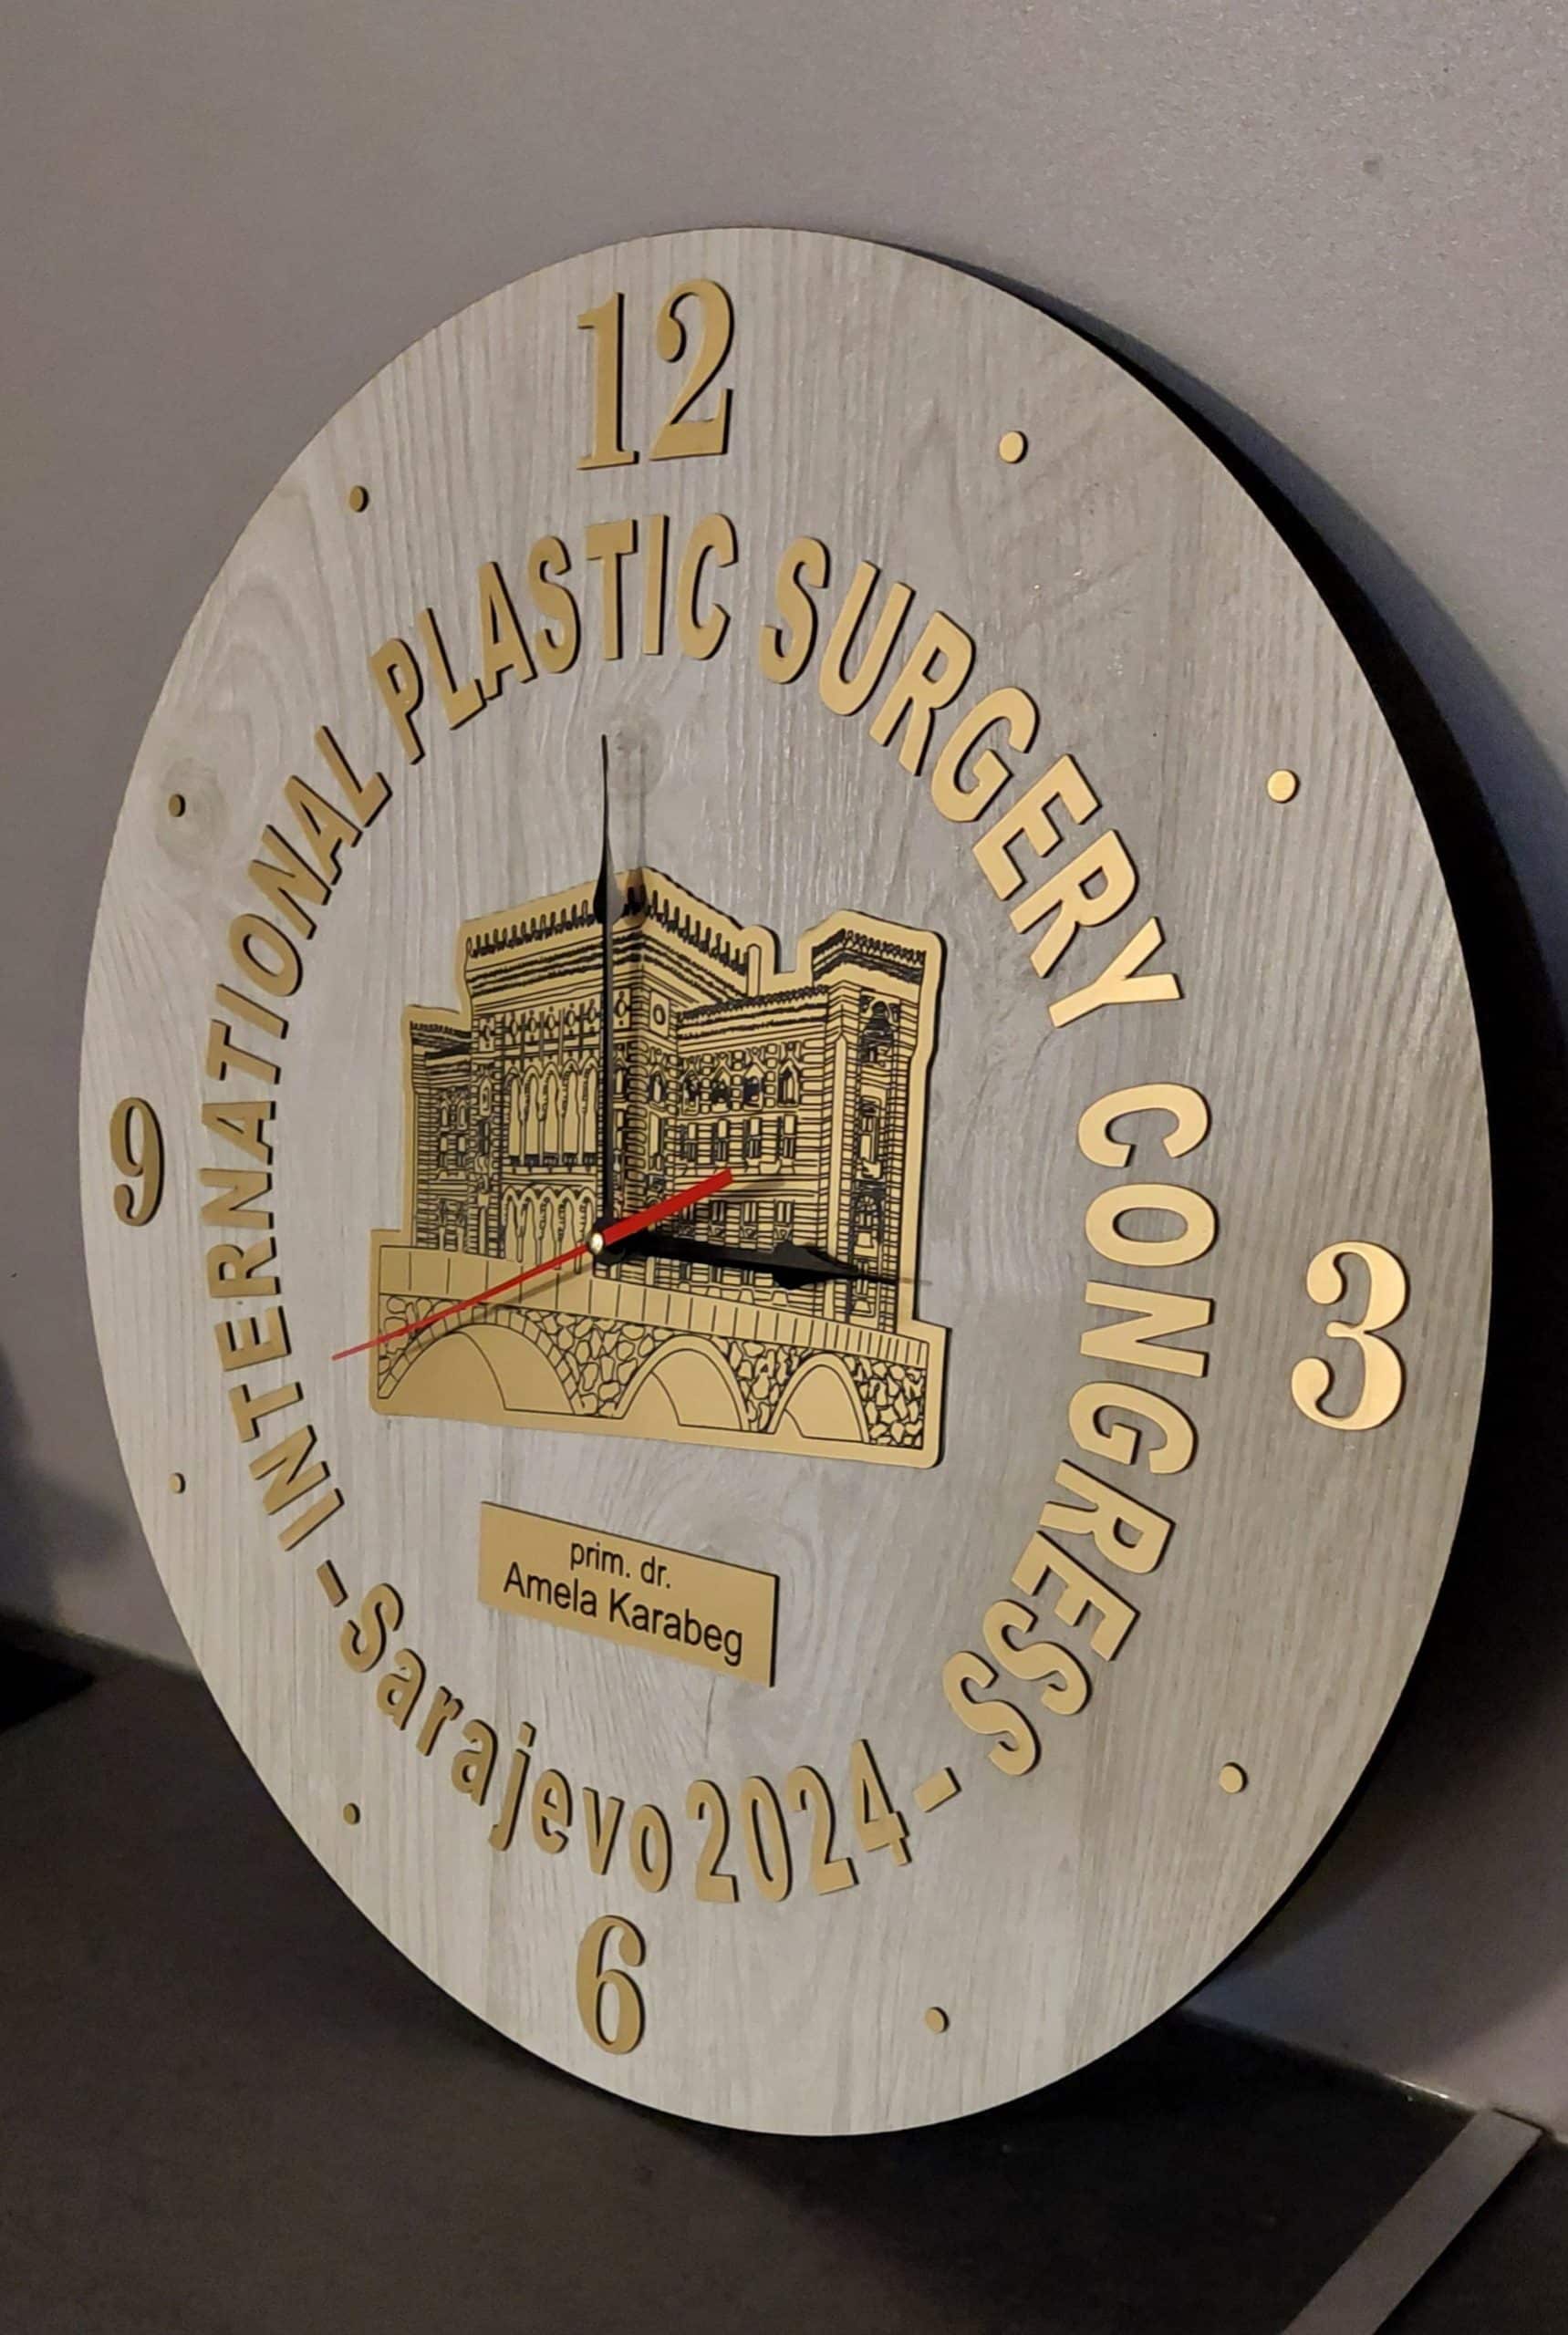 12
3
6
9
INTERNATIONAL PLASTIC SURGERY CONGRESS
- Sarajevo 2024 -
prim. dr.
Amela Karabeg